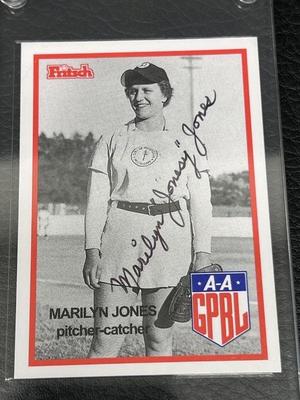 Fritsch
Marilyn "Jonesy" Jones
MARILYN JONES
pitcher-catcher
A-A
GPBL